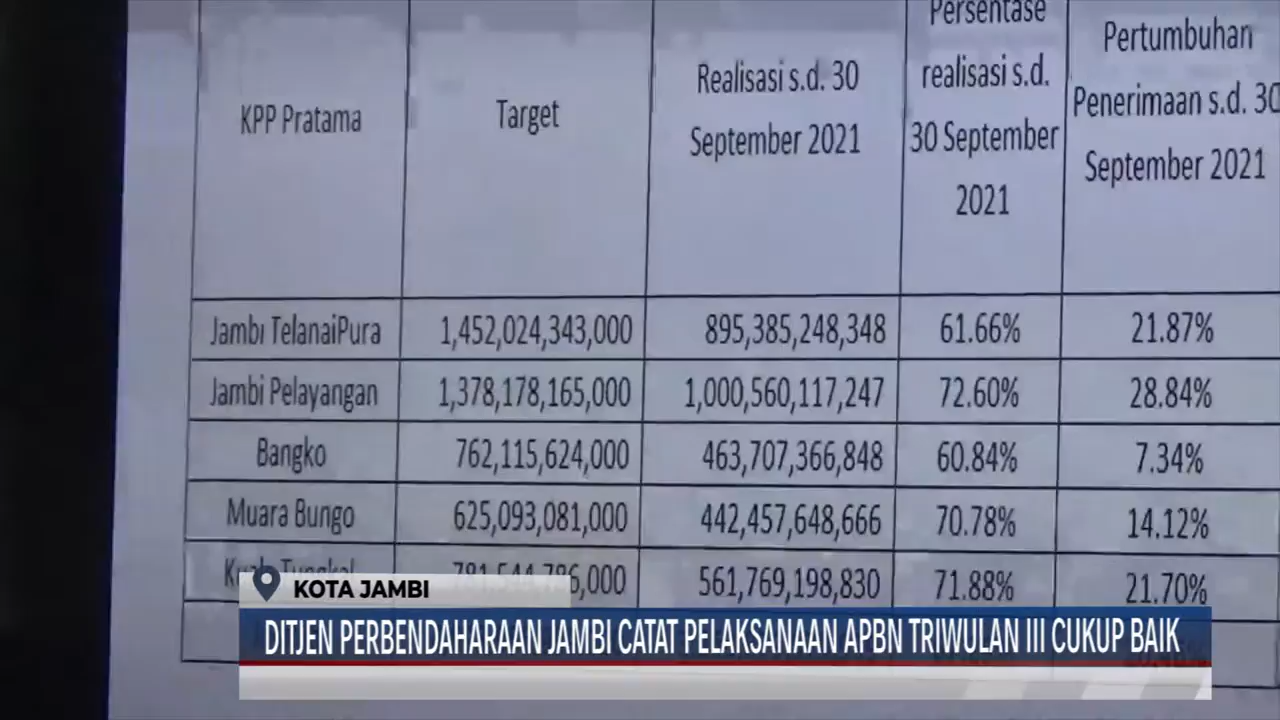 KPP Pratama
Target
Realisasi s.d. 30
September 2021
Persentase
realisasi s.d.
30 September
2021
Pertumbuhan
Penerimaan s.d. 30
September 2021
Jambi TelanaiPura 1,452,024,343,000 895,385,248,348 61.66% 21.87%
Jambi Pelayangan 1,378,178,165,000 1,000,560,117,247 72.60% 28.84%
Bangko 762,115,624,000 463,707,366,848 60.84% 7.34%
Muara Bungo 625,093,081,000 442,457,648,666 70.78% 14.12%
561,769,198,830 71.88% 21.70%
KOTA JAMBI
DITJEN PERBENDAHARAAN JAMBI CATAT PELAKSANAAN APBN TRIWULAN III CUKUP BAIK